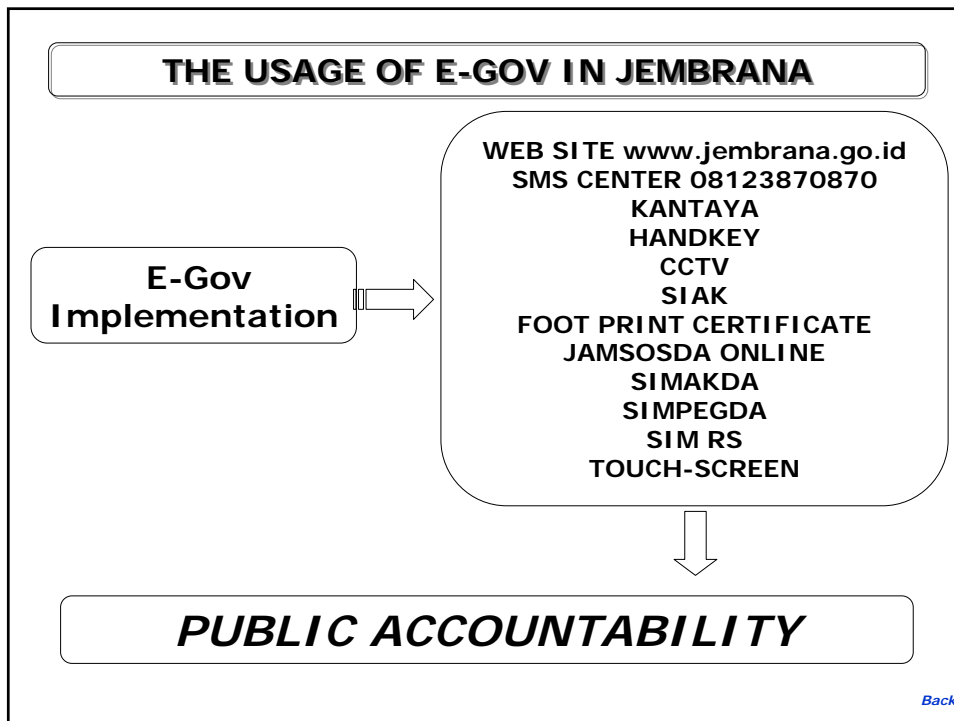 THE USAGE OF E-GOV IN JEMBRANA
E-Gov
Implementation
WEB SITE www.jembrana.go.id
SMS CENTER 08123870870
KANTAYA
HANDKEY
CCTV
SIAK
FOOT PRINT CERTIFICATE
JAMSOSDA ONLINE
SIMAKDA
SIMPEGDA
SIM RS
TOUCH-SCREEN
PUBLIC ACCOUNTABILITY
Back